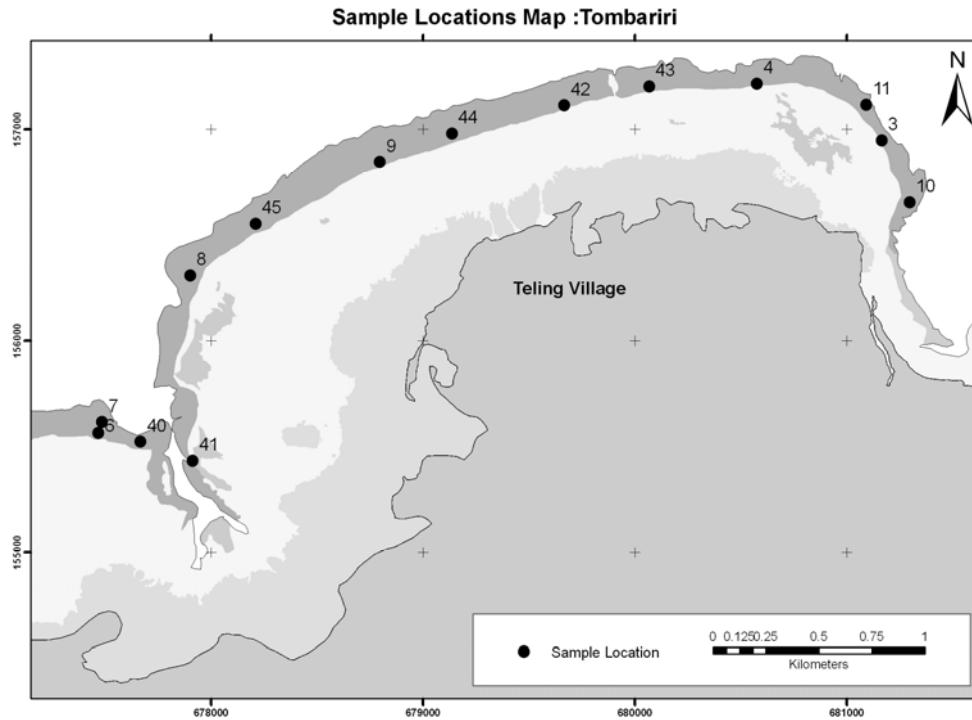 Sample Locations Map :Tombariri
N
4
43
11
42
3
44
9
10
45
8
Teling Village
7
6
40
41
157000
156000
155000
Sample Location
0 0.125 0.25 0.5 0.75 1
Kilometers
678000 679000 680000 681000